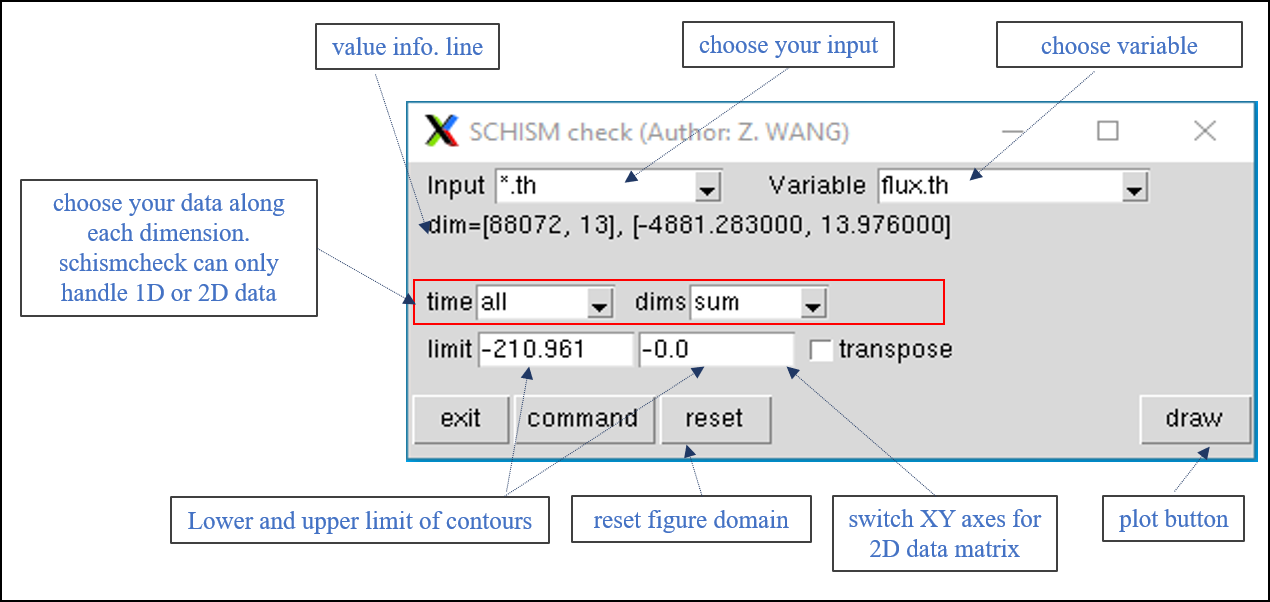 value info. line
choose your input
choose variable
SCHISM check (Author: Z. WANG)
Input *.th Variable flux.th
dim=[88072, 13], [-4881.283000, 13.976000]
choose your data along
each dimension.
schismcheck can only
handle 1D or 2D data
time all dims sum
limit -210.961 -0.0 transpose
exit command reset draw
Lower and upper limit of contours
reset figure domain
switch XY axes for
2D data matrix
plot button